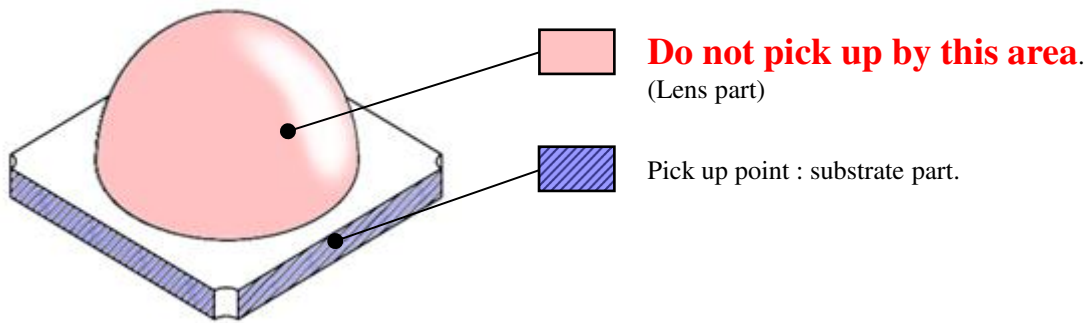 Do not pick up by this area.
(Lens part)
Pick up point : substrate part.